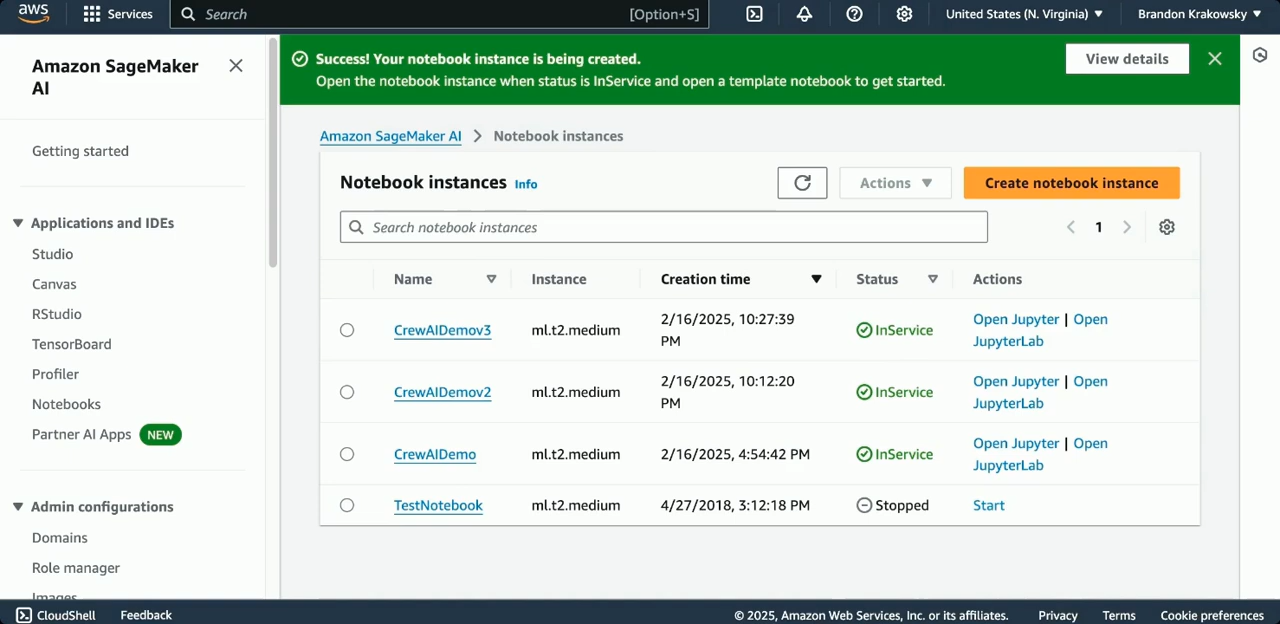 aws
Services
Search
[Option+S]
United States (N. Virginia)
Brandon Krakowsky
Amazon SageMaker
AI
Getting started
Applications and IDEs
Studio
Canvas
RStudio
TensorBoard
Profiler
Notebooks
Partner AI Apps NEW
Admin configurations
Domains
Role manager
Images
Success! Your notebook instance is being created.
Open the notebook instance when status is InService and open a template notebook to get started.
View details
Amazon SageMaker AI Notebook instances
Notebook instances Info
Actions
Create notebook instance
Search notebook instances
1
Name Instance Creation time Status Actions
CrewAIDemov3 ml.t2.medium 2/16/2025, 10:27:39 InService Open Jupyter | Open
PM JupyterLab
CrewAIDemov2 ml.t2.medium 2/16/2025, 10:12:20 InService Open Jupyter | Open
PM JupyterLab
CrewAIDemo ml.t2.medium 2/16/2025, 4:54:42 PM InService Open Jupyter | Open
JupyterLab
TestNotebook ml.t2.medium 4/27/2018, 3:12:18 PM Stopped Start
CloudShell Feedback © 2025, Amazon Web Services, Inc. or its affiliates. Privacy Terms Cookie preferences